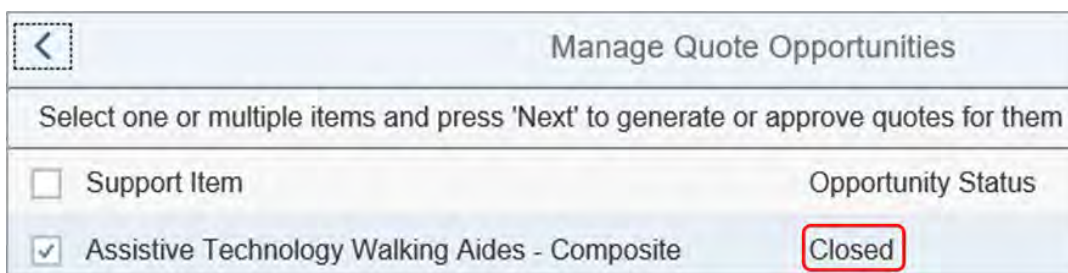 Manage Quote Opportunities
Select one or multiple items and press 'Next' to generate or approve quotes for them
Support Item Opportunity Status
Assistive Technology Walking Aides - Composite Closed